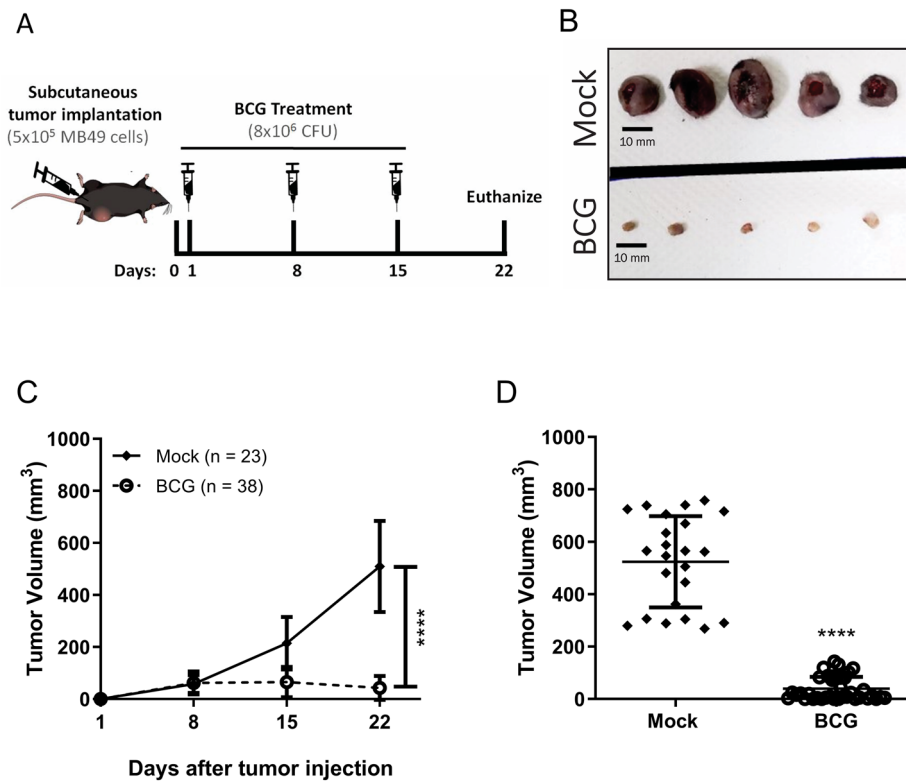 A
Subcutaneous
tumor implantation
(5x10⁵ MB49 cells)
BCG Treatment
(8x10⁶ CFU)
Euthanize
Days: 0 1 8 15 22
B
Mock
10 mm
BCG
10 mm
C
Tumor Volume (mm³)
1000
800
600
400
200
0
Mock (n = 23)
BCG (n = 38)
****
1 8 15 22
Days after tumor injection
D
Tumor Volume (mm³)
1000
800
600
400
200
0
****
Mock BCG